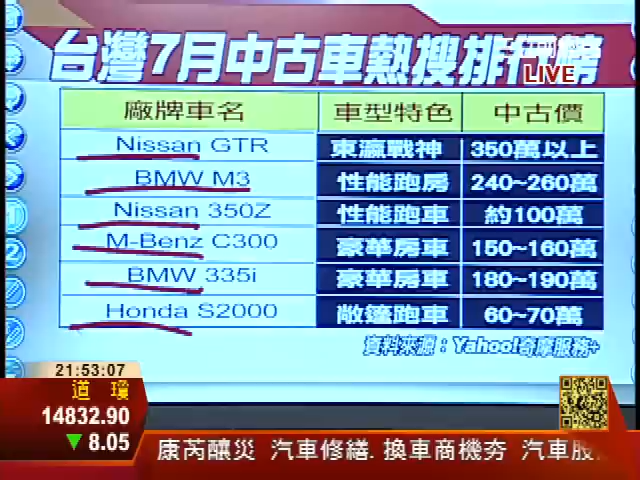 台灣7月中古車熱搜排行榜
LIVE
廠牌車名 車型特色 中古價
Nissan GTR 東瀛戰神 350萬以上
BMW M3 性能跑房 240~260萬
Nissan 350Z 性能跑車 約100萬
M-Benz C300 豪華房車 150~160萬
BMW 335i 豪華房車 180~190萬
Honda S2000 敞篷跑車 60~70萬
資料來源：Yahoo!奇摩服務+
21:53:07
道 瓊
14832.90
▼ 8.05
康芮釀災 汽車修繕.換車商機夯 汽車股